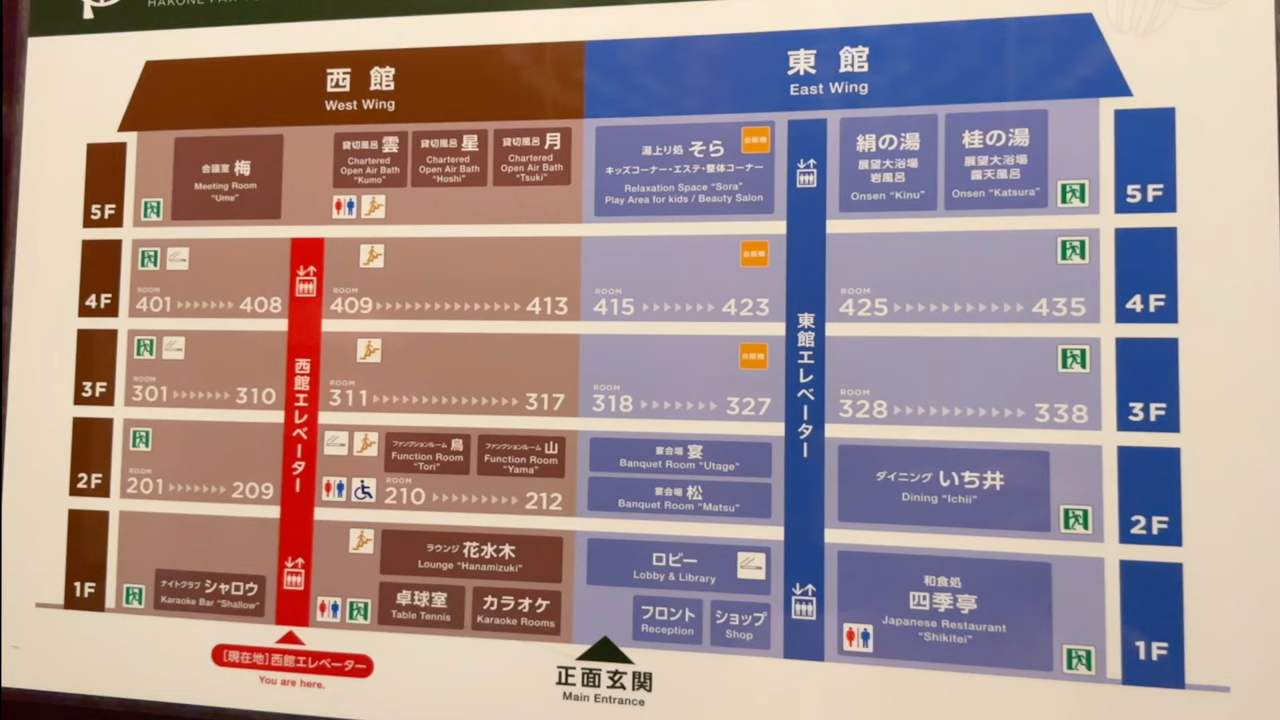 西館
West Wing
東館
East Wing
5F
会議室 梅
Meeting Room
"Ume"
貸切風呂 雲
Chartered
Open Air Bath
"Kumo"
貸切風呂 星
Chartered
Open Air Bath
"Hoshi"
貸切風呂 月
Chartered
Open Air Bath
"Tsuki"
湯上り処 そら
自販機
キッズコーナー・エステ・整体コーナー
Relaxation Space "Sora"
Play Area for kids / Beauty Salon
絹の湯
展望大浴場
岩風呂
Onsen "Kinu"
桂の湯
展望大浴場
露天風呂
Onsen "Katsura"
5F
4F
ROOM
401 408
ROOM
409 413
自販機
ROOM
415 423
ROOM
425 435
4F
3F
ROOM
301 310
西館エレベーター
ROOM
311 317
自販機
ROOM
318 327
東館エレベーター
ROOM
328 338
3F
2F
ROOM
201 209
ファンクションルーム 鳥
Function Room
"Tori"
ファンクションルーム 山
Function Room
"Yama"
ROOM
210 212
宴会場 宴
Banquet Room "Utage"
宴会場 松
Banquet Room "Matsu"
ダイニング いち井
Dining "Ichii"
2F
1F
ナイトクラブ シャロウ
Karaoke Bar "Shallow"
ラウンジ 花水木
Lounge "Hanamizuki"
卓球室
Table Tennis
カラオケ
Karaoke Rooms
ロビー
Lobby & Library
フロント
Reception
ショップ
Shop
和食処
四季亭
Japanese Restaurant
"Shikitei"
1F
[現在地]西館エレベーター
You are here.
正面玄関
Main Entrance